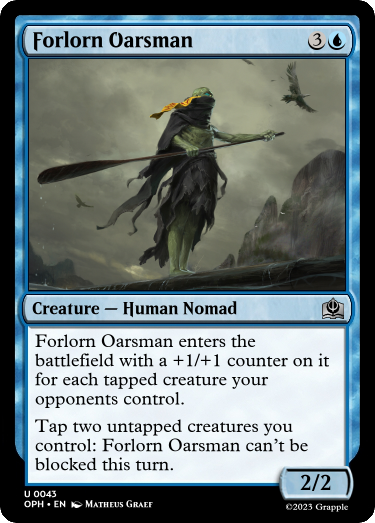 Forlorn Oarsman 3
Creature — Human Nomad
Forlorn Oarsman enters the
battlefield with a +1/+1 counter on it
for each tapped creature your
opponents control.
Tap two untapped creatures you
control: Forlorn Oarsman can't be
blocked this turn.
2/2
U 0043
OPH • EN Matheus Graef
©2023 Grapple